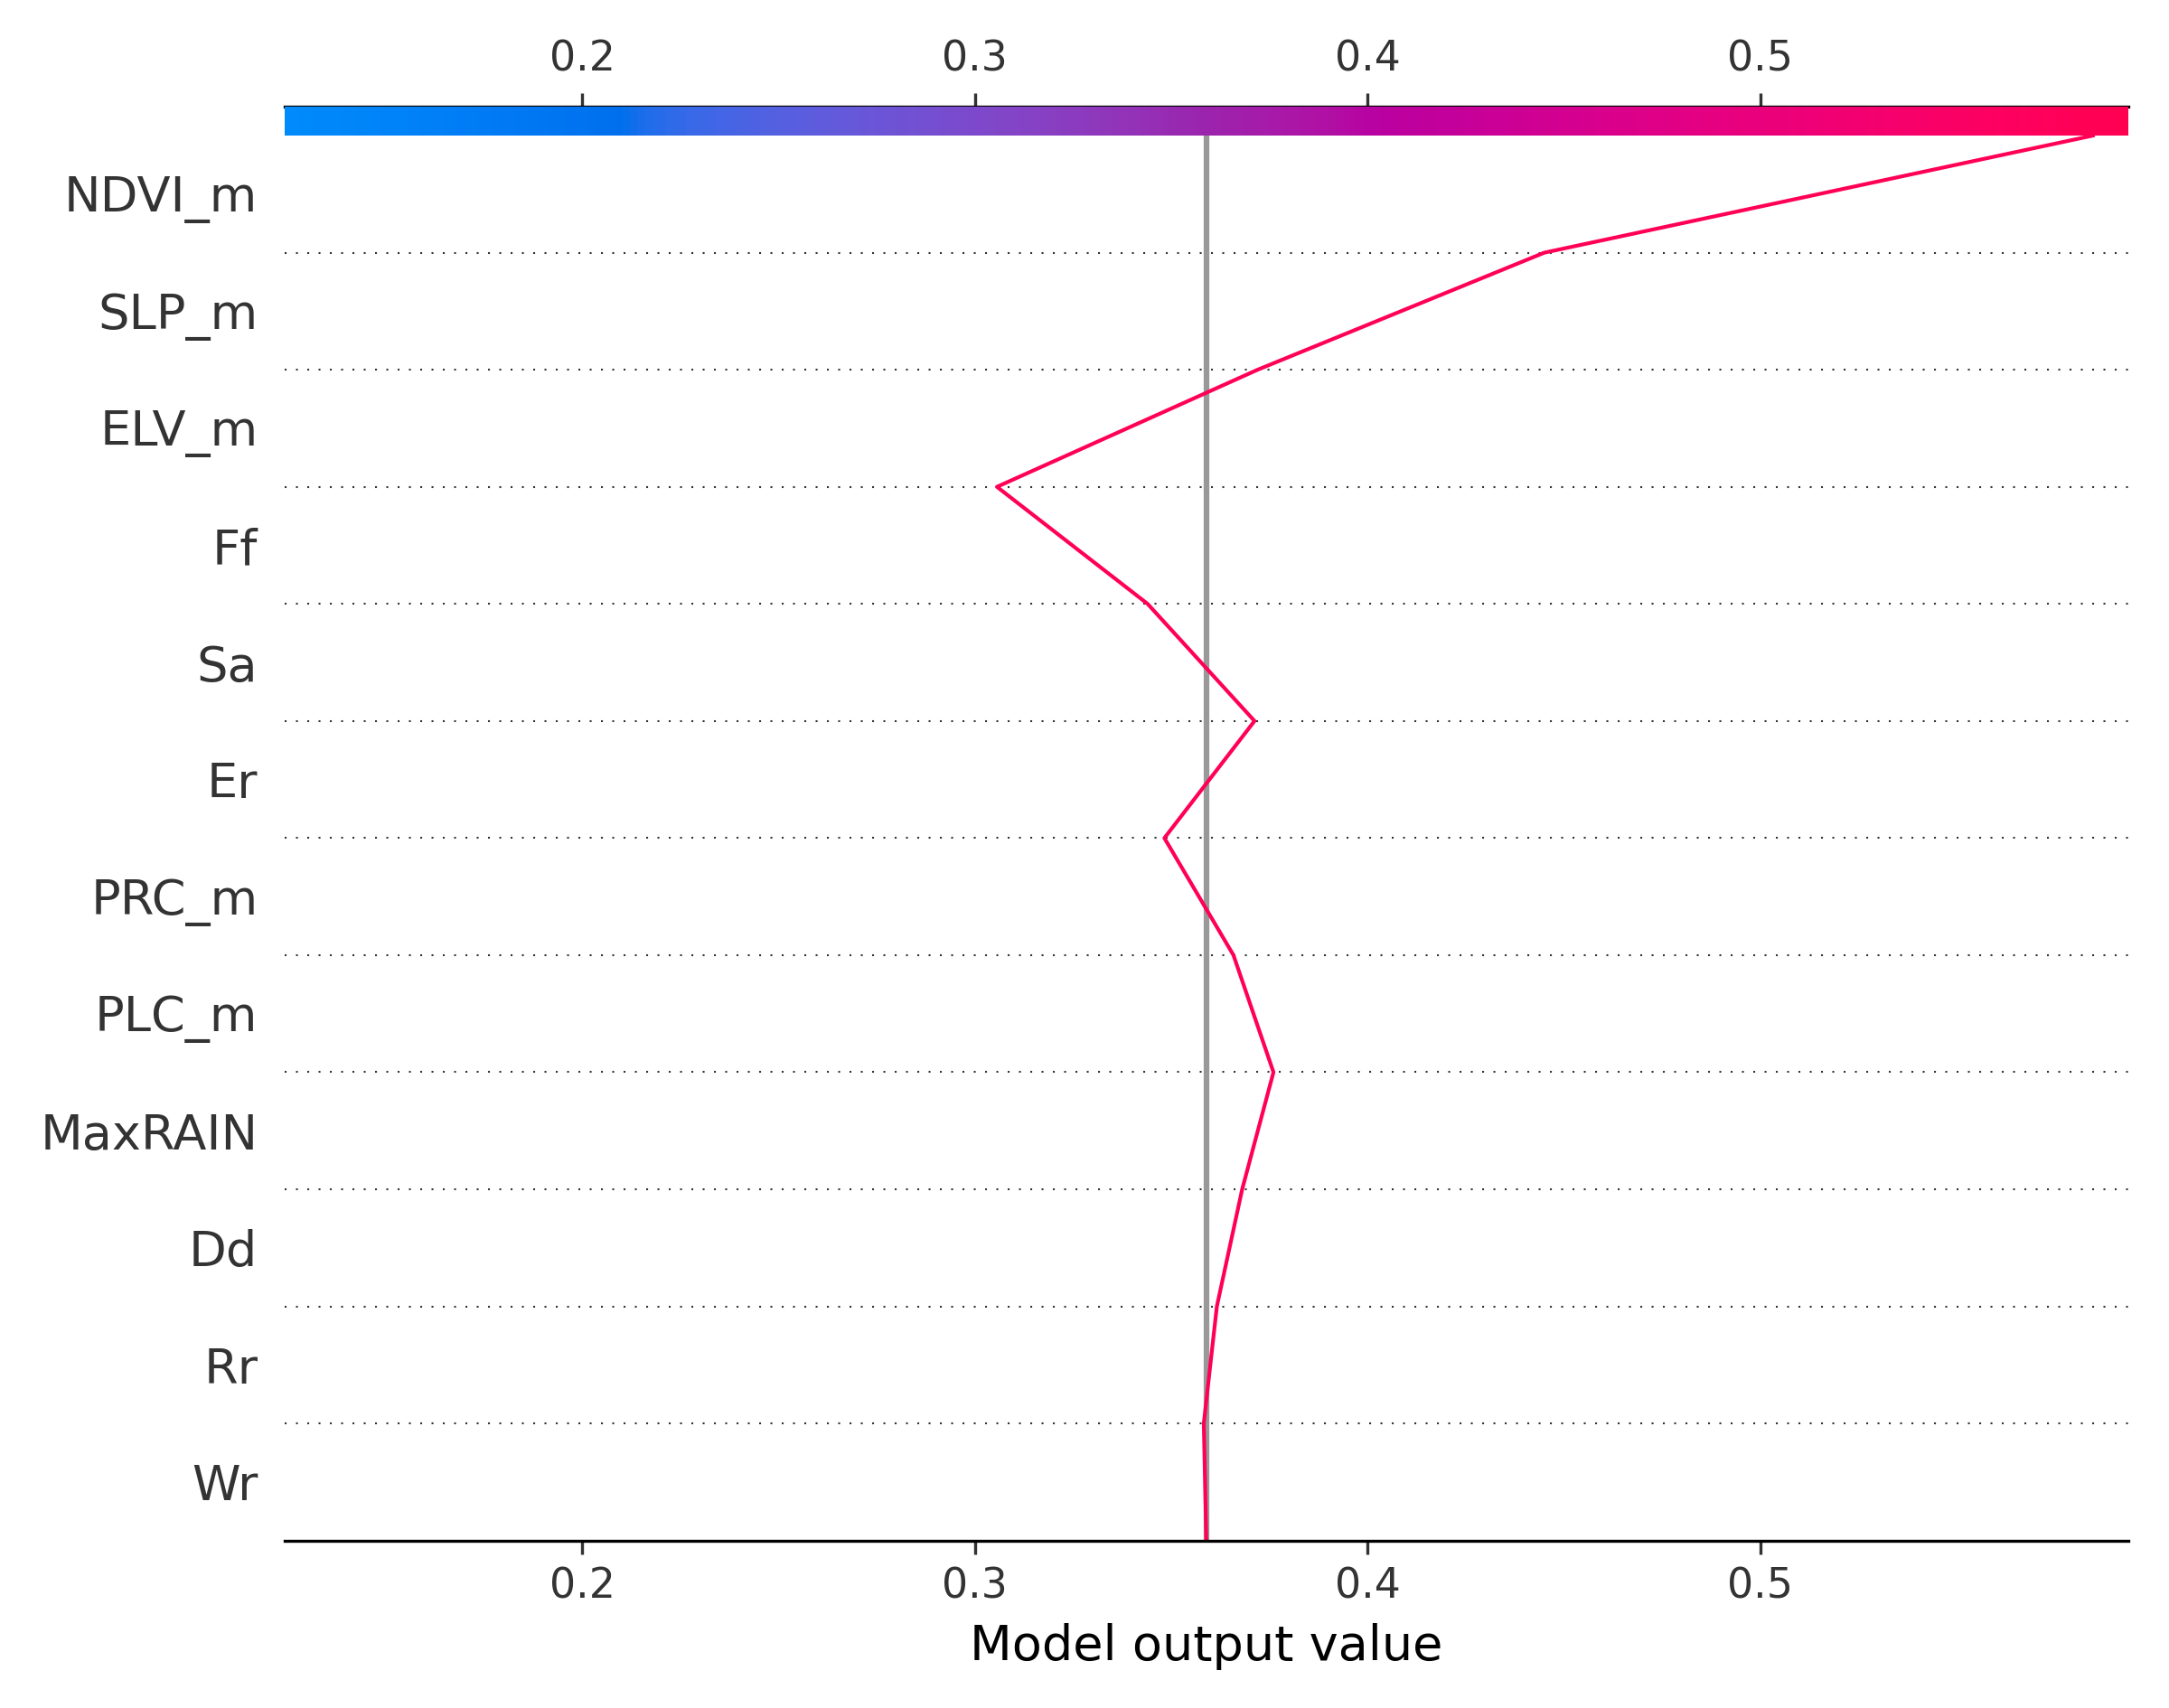 0.2 0.3 0.4 0.5
NDVI_m
SLP_m
ELV_m
Ff
Sa
Er
PRC_m
PLC_m
MaxRAIN
Dd
Rr
Wr
0.2 0.3 0.4 0.5
Model output value